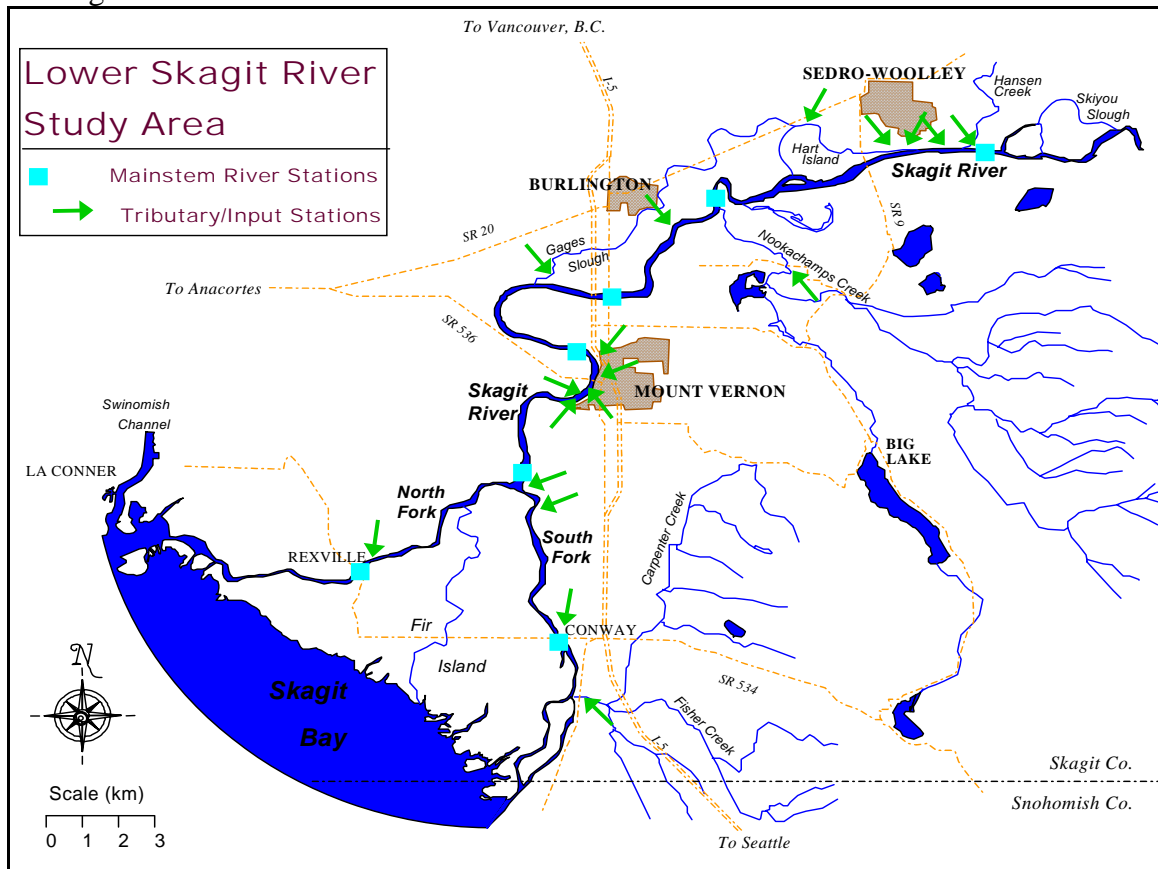 To Vancouver, B.C.
Lower Skagit River
Study Area
Mainstem River Stations
Tributary/Input Stations
I-5
SEDRO-WOOLLEY
Hansen
Creek
Skiyou
Slough
Hart
Island
Skagit River
BURLINGTON
SR 20
Gages
Slough
SR 9
Nookachamps Creek
To Anacortes
SR 536
MOUNT VERNON
Skagit
River
Swinomish
Channel
LA CONNER
BIG
LAKE
North
Fork
South
Fork
Carpenter Creek
REXVILLE
Fir
Island
CONWAY
SR 534
Fisher Creek
Skagit
Bay
N
I-5
Skagit Co.
Snohomish Co.
Scale (km)
0 1 2 3
To Seattle